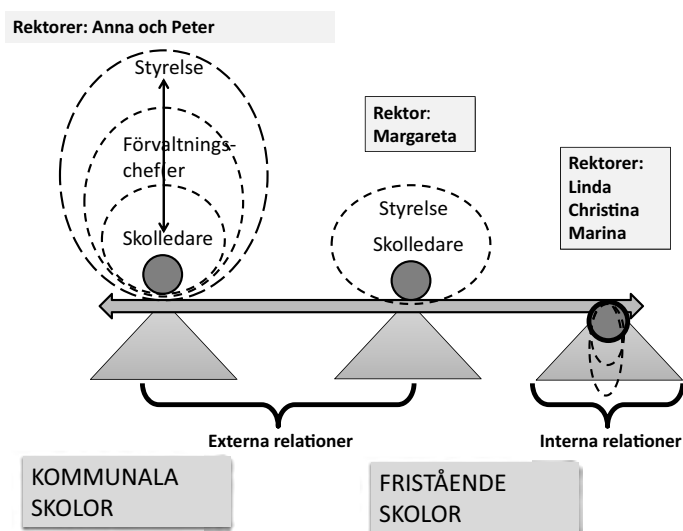 Rektorer: Anna och Peter
Styrelse
Förvaltnings-
chefer
Skolledare
Rektor:
Margareta
Styrelse
Skolledare
Rektorer:
Linda
Christina
Marina
Externa relationer
Interna relationer
KOMMUNALA
SKOLOR
FRISTÅENDE
SKOLOR